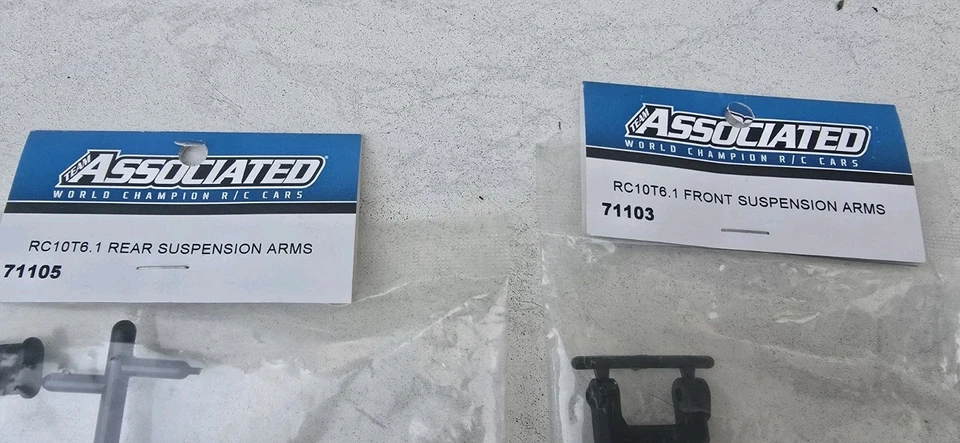 TEAM
ASSOCIATED
WORLD CHAMPION R/C CARS
RC10T6.1 REAR SUSPENSION ARMS
71105
TEAM
ASSOCIATED
WORLD CHAMPION R/C CARS
RC10T6.1 FRONT SUSPENSION ARMS
71103